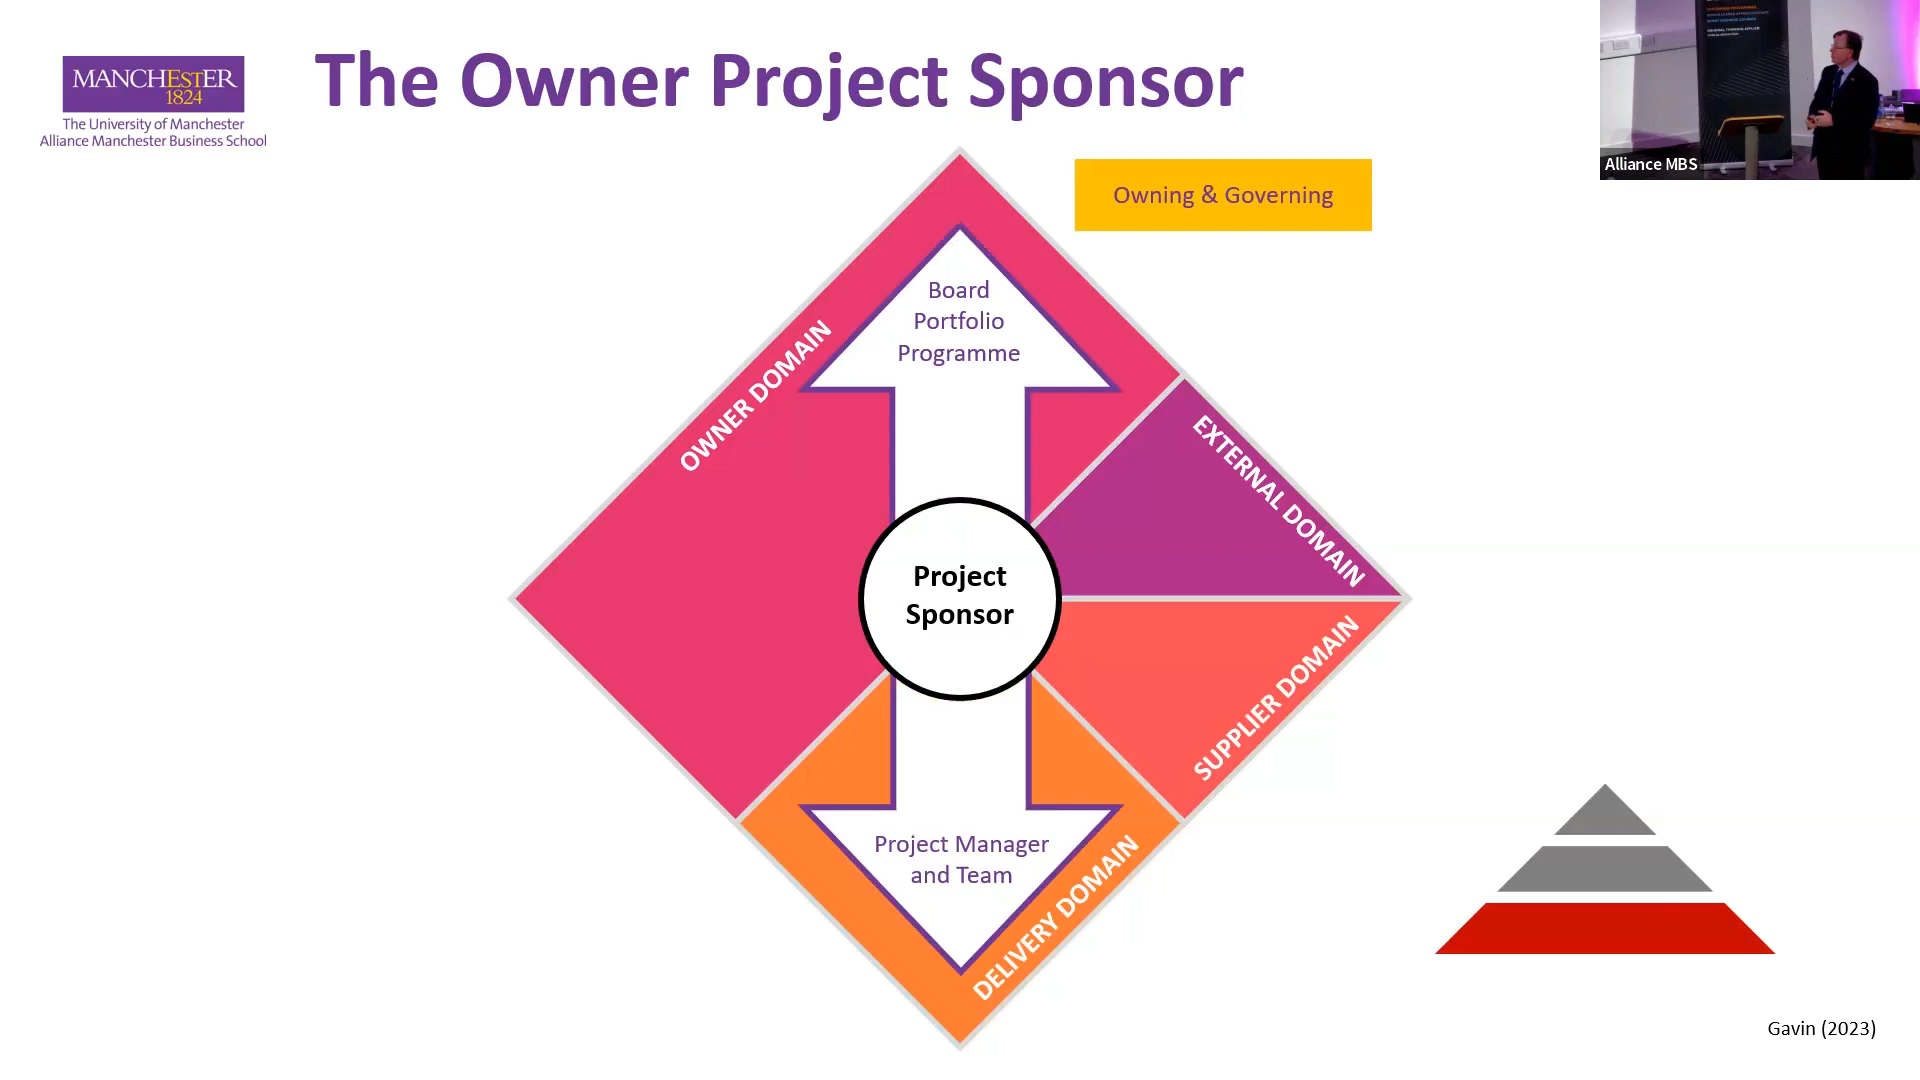 MANCHESTER
1824
The University of Manchester
Alliance Manchester Business School
The Owner Project Sponsor
Alliance MBS
Owning & Governing
Board
Portfolio
Programme
OWNER DOMAIN
EXTERNAL DOMAIN
Project
Sponsor
SUPPLIER DOMAIN
Project Manager
and Team
DELIVERY DOMAIN
Gavin (2023)